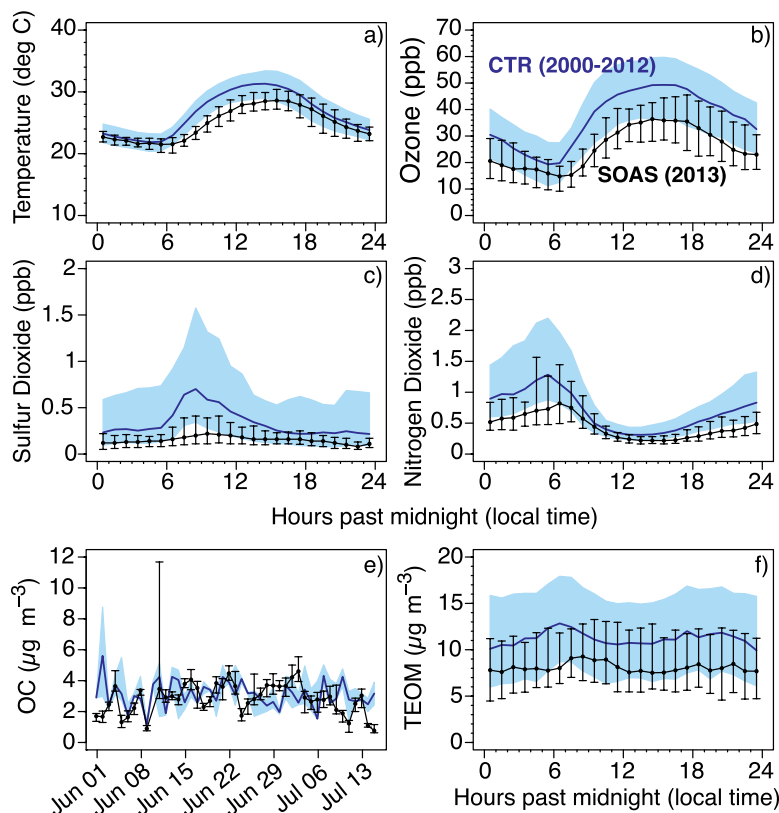 a)
Temperature (deg C)
40
30
20
10
0 6 12 18 24
b)
Ozone (ppb)
70
60
50
40
30
20
10
0
CTR (2000-2012)
SOAS (2013)
0 6 12 18 24
c)
Sulfur Dioxide (ppb)
2
1.5
1
0.5
0
0 6 12 18 24
d)
Nitrogen Dioxide (ppb)
3
2.5
2
1.5
1
0.5
0
0 6 12 18 24
Hours past midnight (local time)
e)
OC (µg m−3)
12
10
8
6
4
2
0
Jun 01 Jun 08 Jun 15 Jun 22 Jun 29 Jul 06 Jul 13
f)
TEOM (µg m−3)
20
15
10
5
0
0 6 12 18 24
Hours past midnight (local time)